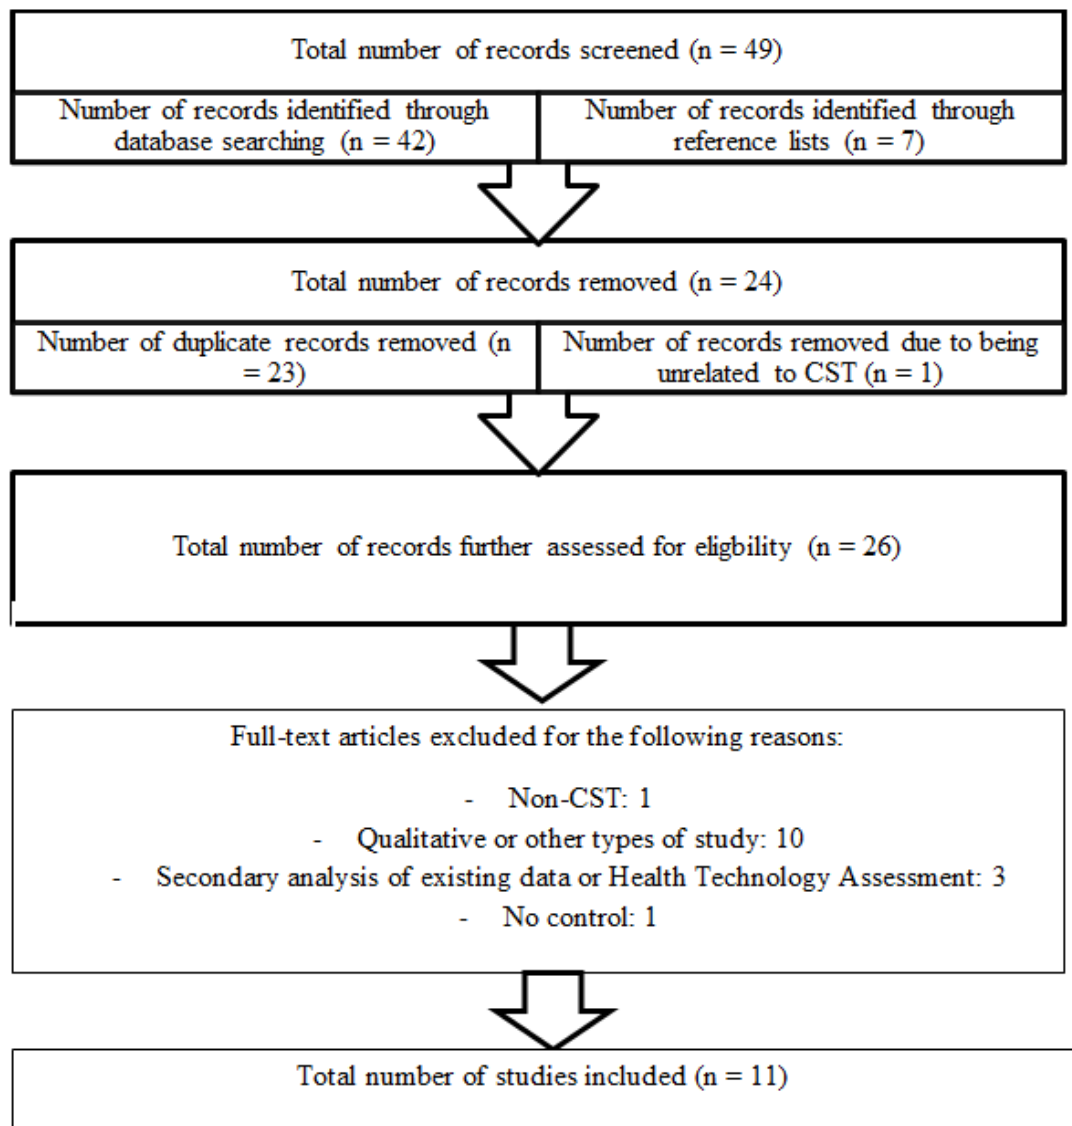 Total number of records screened (n = 49)
Number of records identified through
database searching (n = 42)
Number of records identified through
reference lists (n = 7)
Total number of records removed (n = 24)
Number of duplicate records removed (n
= 23)
Number of records removed due to being
unrelated to CST (n = 1)
Total number of records further assessed for eligbility (n = 26)
Full-text articles excluded for the following reasons:
- Non-CST: 1
- Qualitative or other types of study: 10
- Secondary analysis of existing data or Health Technology Assessment: 3
- No control: 1
Total number of studies included (n = 11)